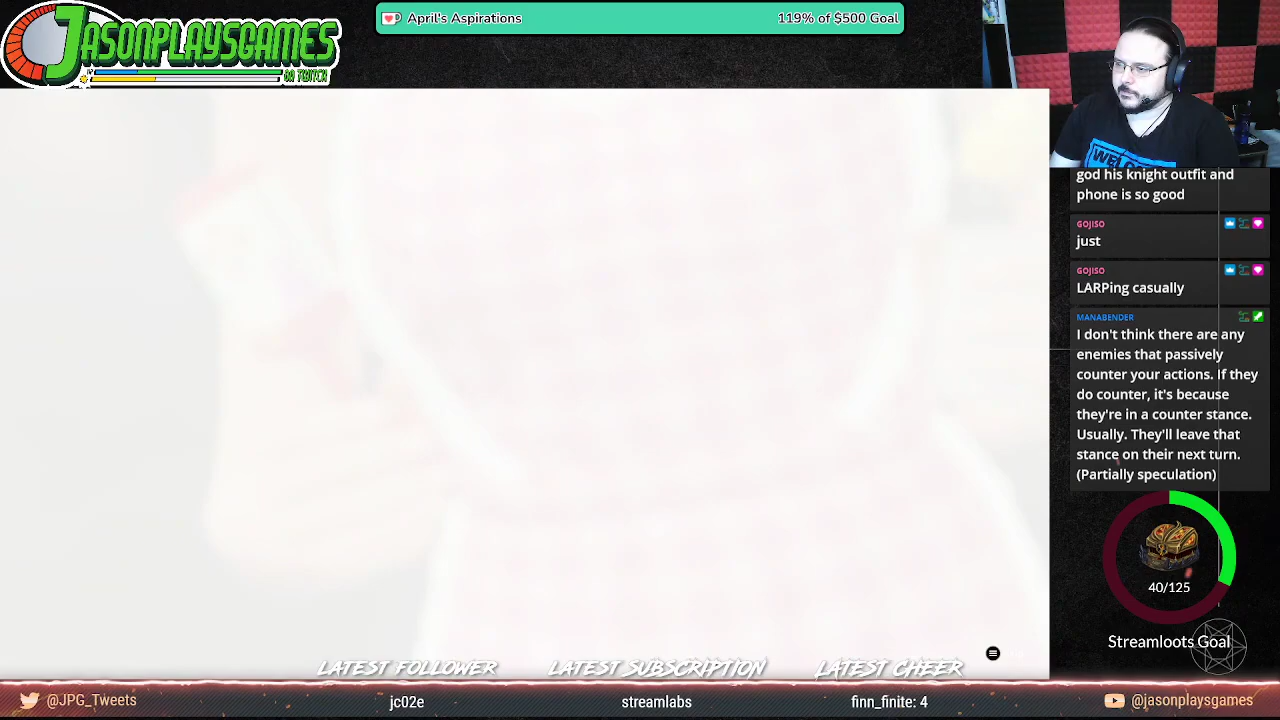 JASONPLAYSGAMES
ON TWITCH
April's Aspirations
119% of $500 Goal
WELC
god his knight outfit and
phone is so good
GOJISO
just
GOJISO
LARPing casually
MANABENDER
I don't think there are any
enemies that passively
counter your actions. If they
do counter, it's because
they're in a counter stance.
Usually. They'll leave that
stance on their next turn.
(Partially speculation)
40/125
Streamloots Goal
LATEST FOLLOWER
LATEST SUBSCRIPTION
LATEST CHEER
@JPG_Tweets
jc02e
streamlabs
finn_finite: 4
@jasonplaysgames